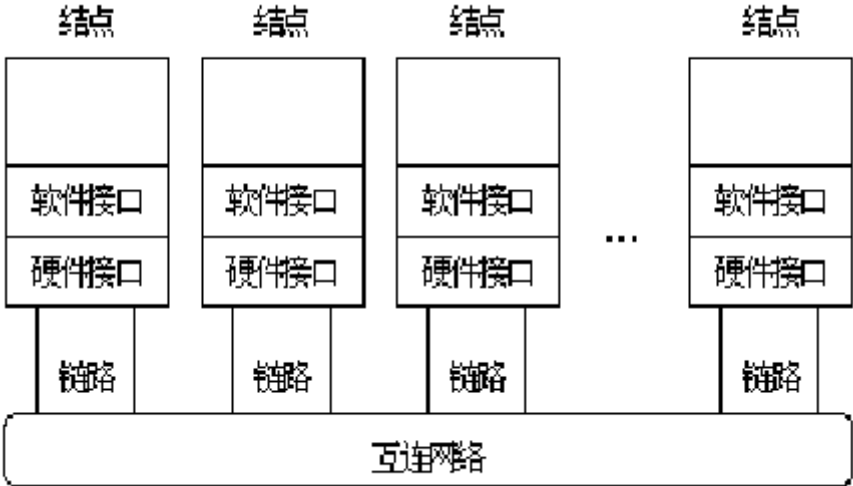 结点 结点 结点 结点
软件接口 软件接口 软件接口 软件接口
硬件接口 硬件接口 硬件接口 … 硬件接口
链路 链路 链路 链路
互连网络